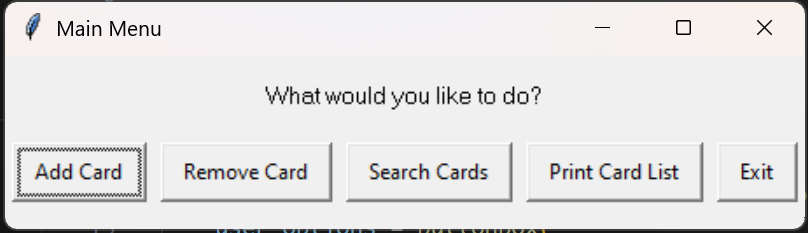 Main Menu
What would you like to do?
Add Card Remove Card Search Cards Print Card List Exit